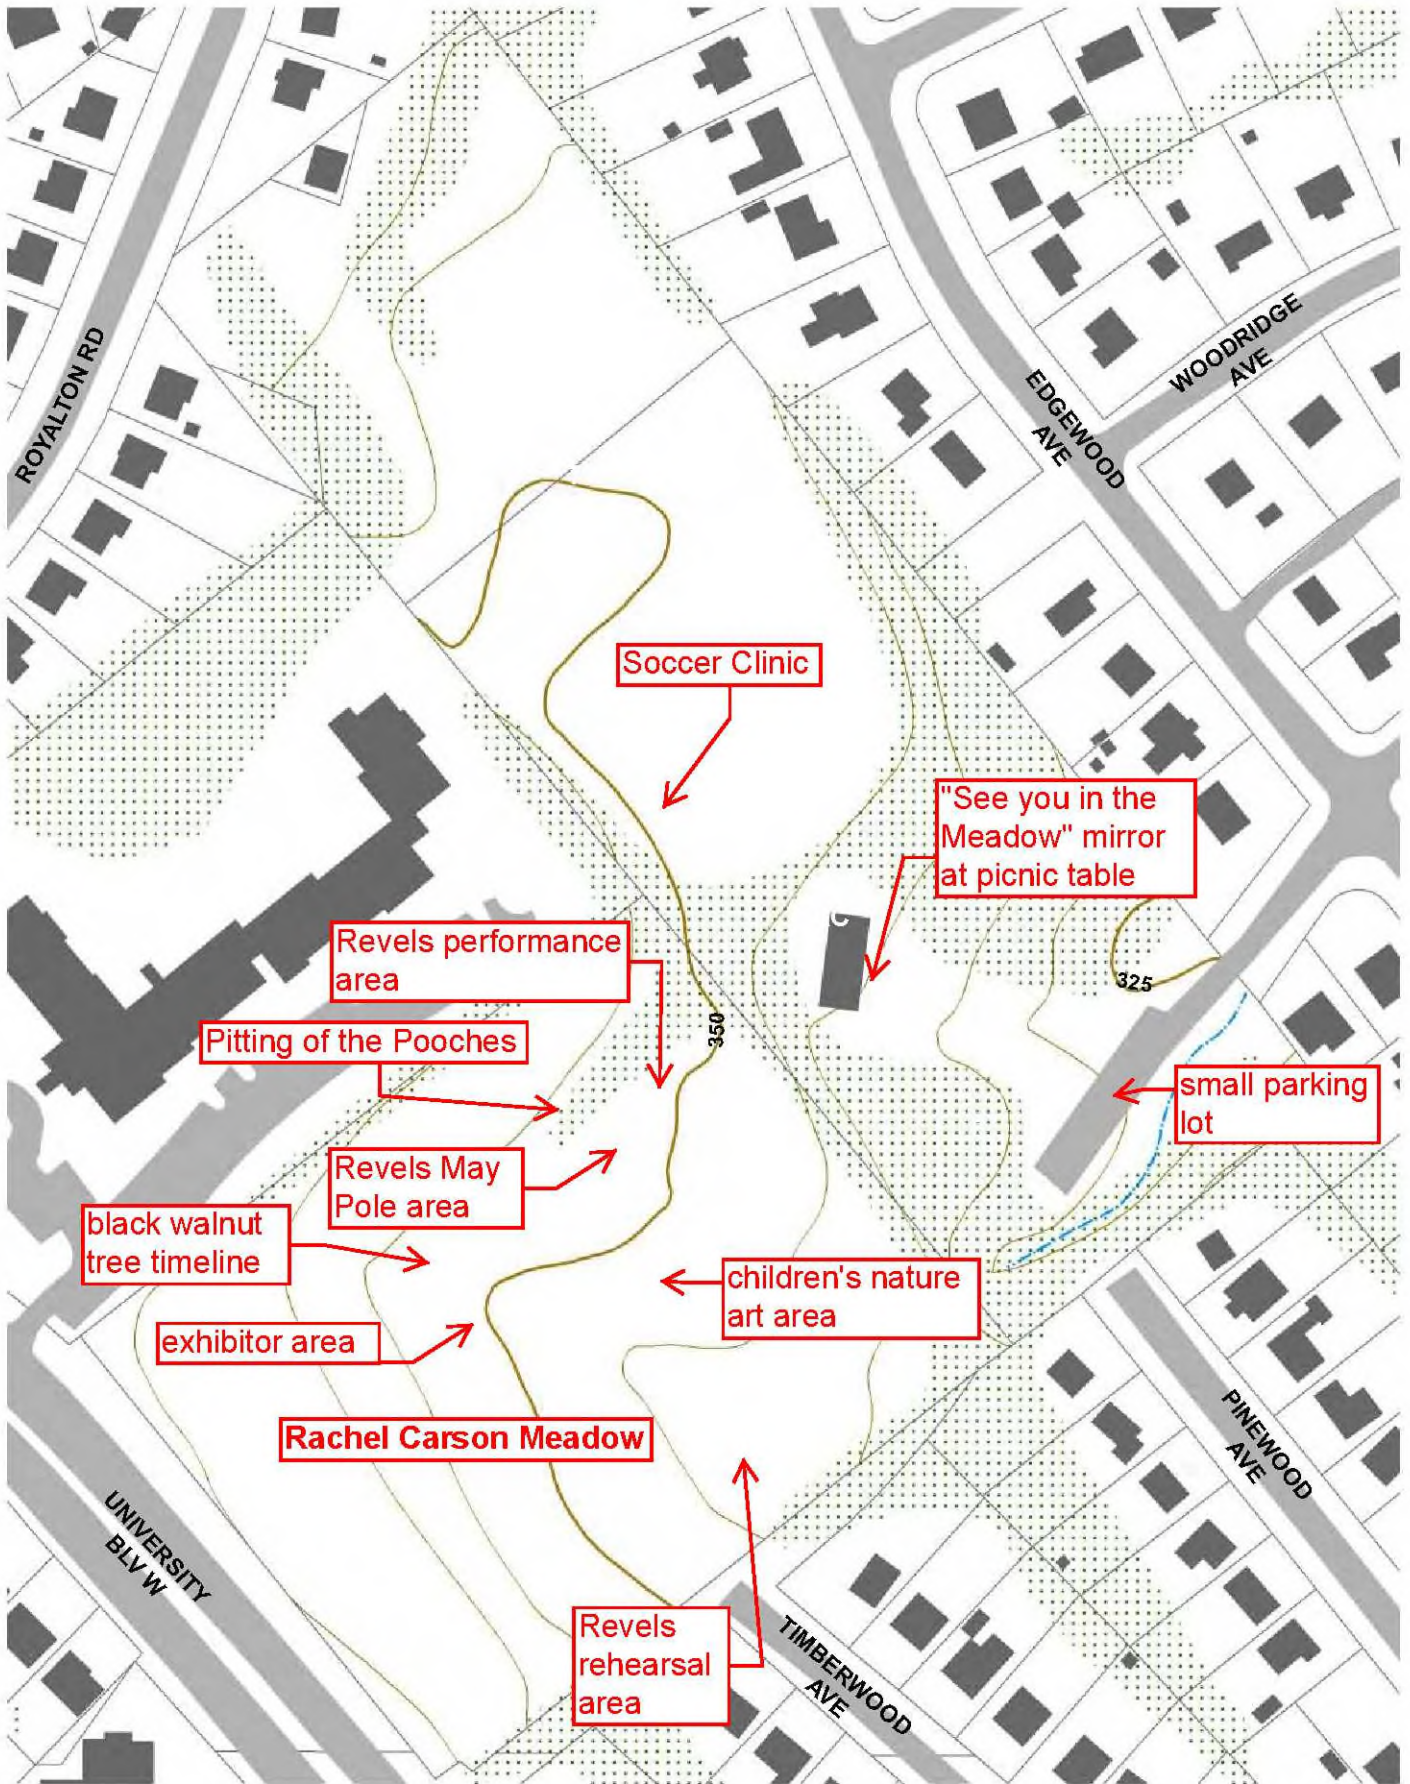 ROYALTON RD
WOODRIDGE
AVE
EDGEWOOD
AVE
Soccer Clinic
"See you in the
Meadow" mirror
at picnic table
Revels performance
area
325
350
Pitting of the Pooches
small parking
lot
Revels May
Pole area
black walnut
tree timeline
children's nature
art area
exhibitor area
Rachel Carson Meadow
PINEWOOD
AVE
UNIVERSITY
BLV W
Revels
rehearsal
area
TIMBERWOOD
AVE